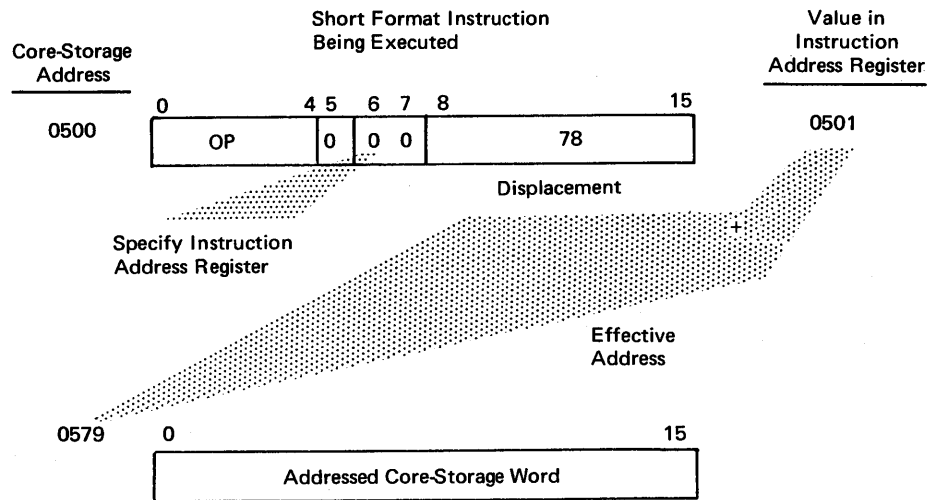 Short Format Instruction
Being Executed
Value in
Instruction
Address Register
Core-Storage
Address
0 4 5 6 7 8 15
0500 OP 0 0 0 78 0501
Displacement
+
Specify Instruction
Address Register
Effective
Address
0579 0 15
Addressed Core-Storage Word